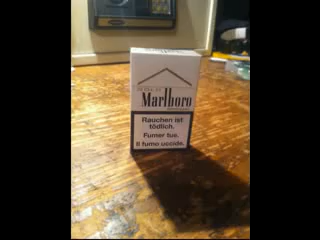 Marlboro
Rauchen ist
tödlich.
Fumer tue.
Il fumo uccide.